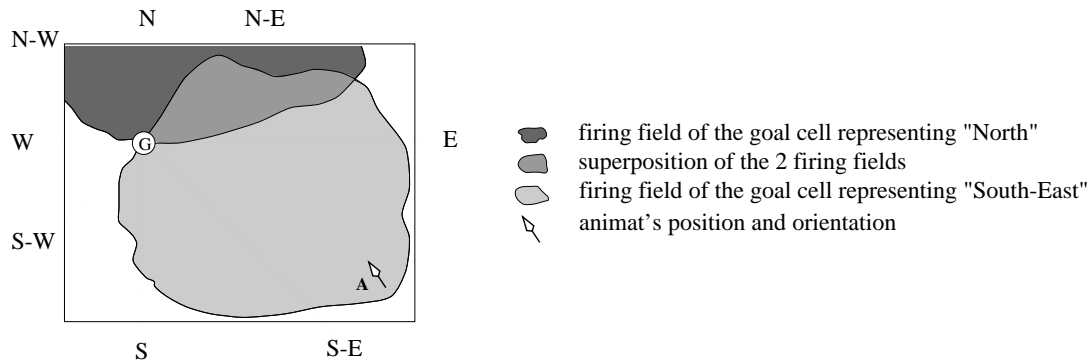 N
N-E
N-W
W
G
E
S-W
A
S
S-E
firing field of the goal cell representing "North"
superposition of the 2 firing fields
firing field of the goal cell representing "South-East"
animat's position and orientation